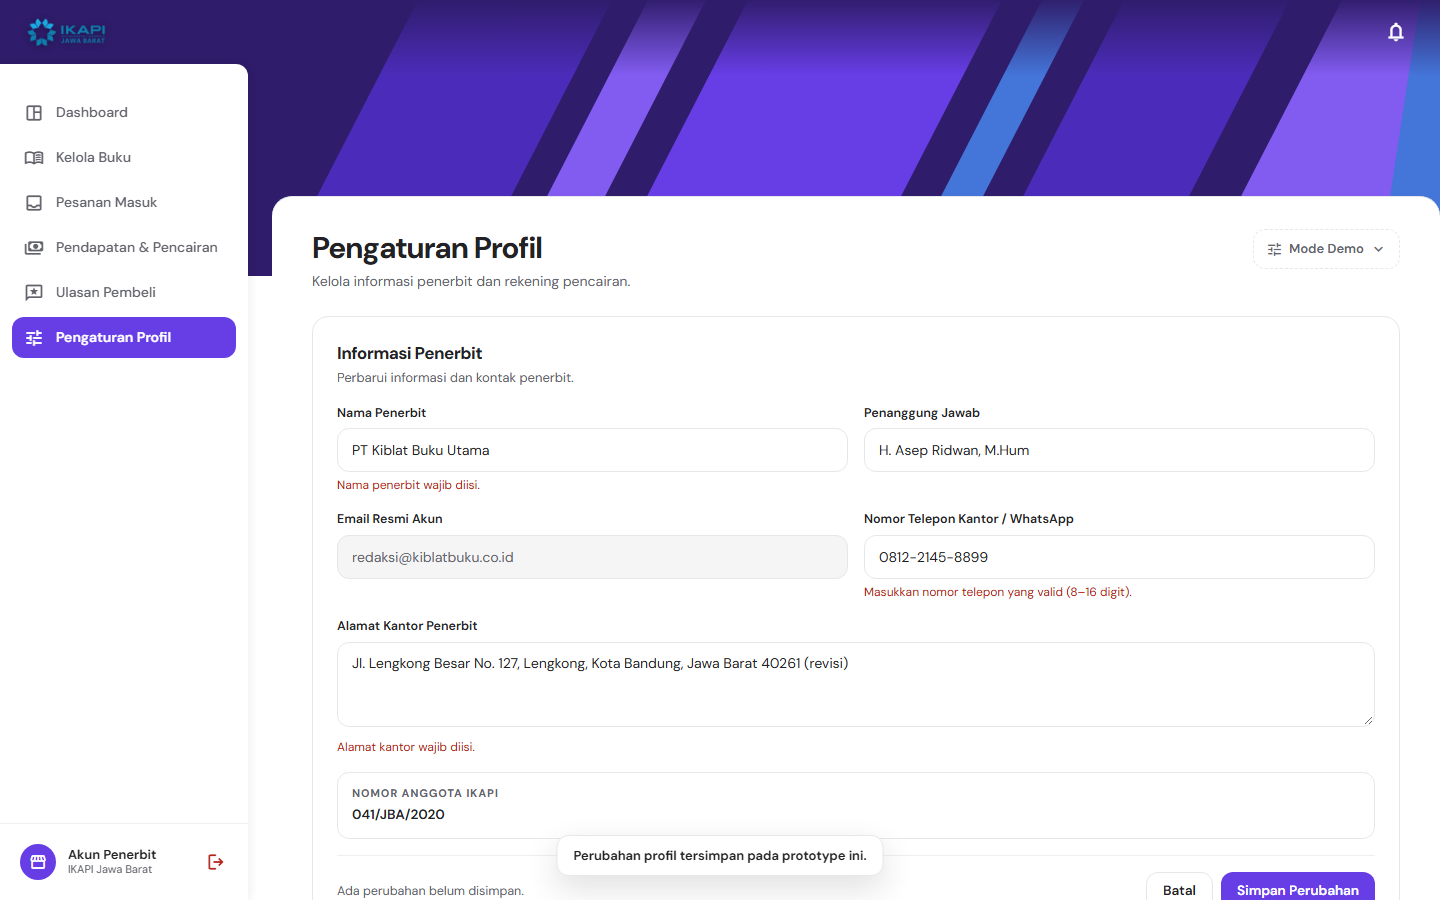 IKAPI
JAWA BARAT
Dashboard
Kelola Buku
Pesanan Masuk
Pendapatan & Pencairan
Ulasan Pembeli
Pengaturan Profil
Akun Penerbit
IKAPI Jawa Barat
Pengaturan Profil
Kelola informasi penerbit dan rekening pencairan.
Mode Demo
Informasi Penerbit
Perbarui informasi dan kontak penerbit.
Nama Penerbit
PT Kiblat Buku Utama
Nama penerbit wajib diisi.
Penanggung Jawab
H. Asep Ridwan, M.Hum
Email Resmi Akun
redaksi@kiblatbuku.co.id
Nomor Telepon Kantor / WhatsApp
0812-2145-8899
Masukkan nomor telepon yang valid (8–16 digit).
Alamat Kantor Penerbit
Jl. Lengkong Besar No. 127, Lengkong, Kota Bandung, Jawa Barat 40261 (revisi)
Alamat kantor wajib diisi.
NOMOR ANGGOTA IKAPI
041/JBA/2020
Perubahan profil tersimpan pada prototype ini.
Ada perubahan belum disimpan.
Batal
Simpan Perubahan